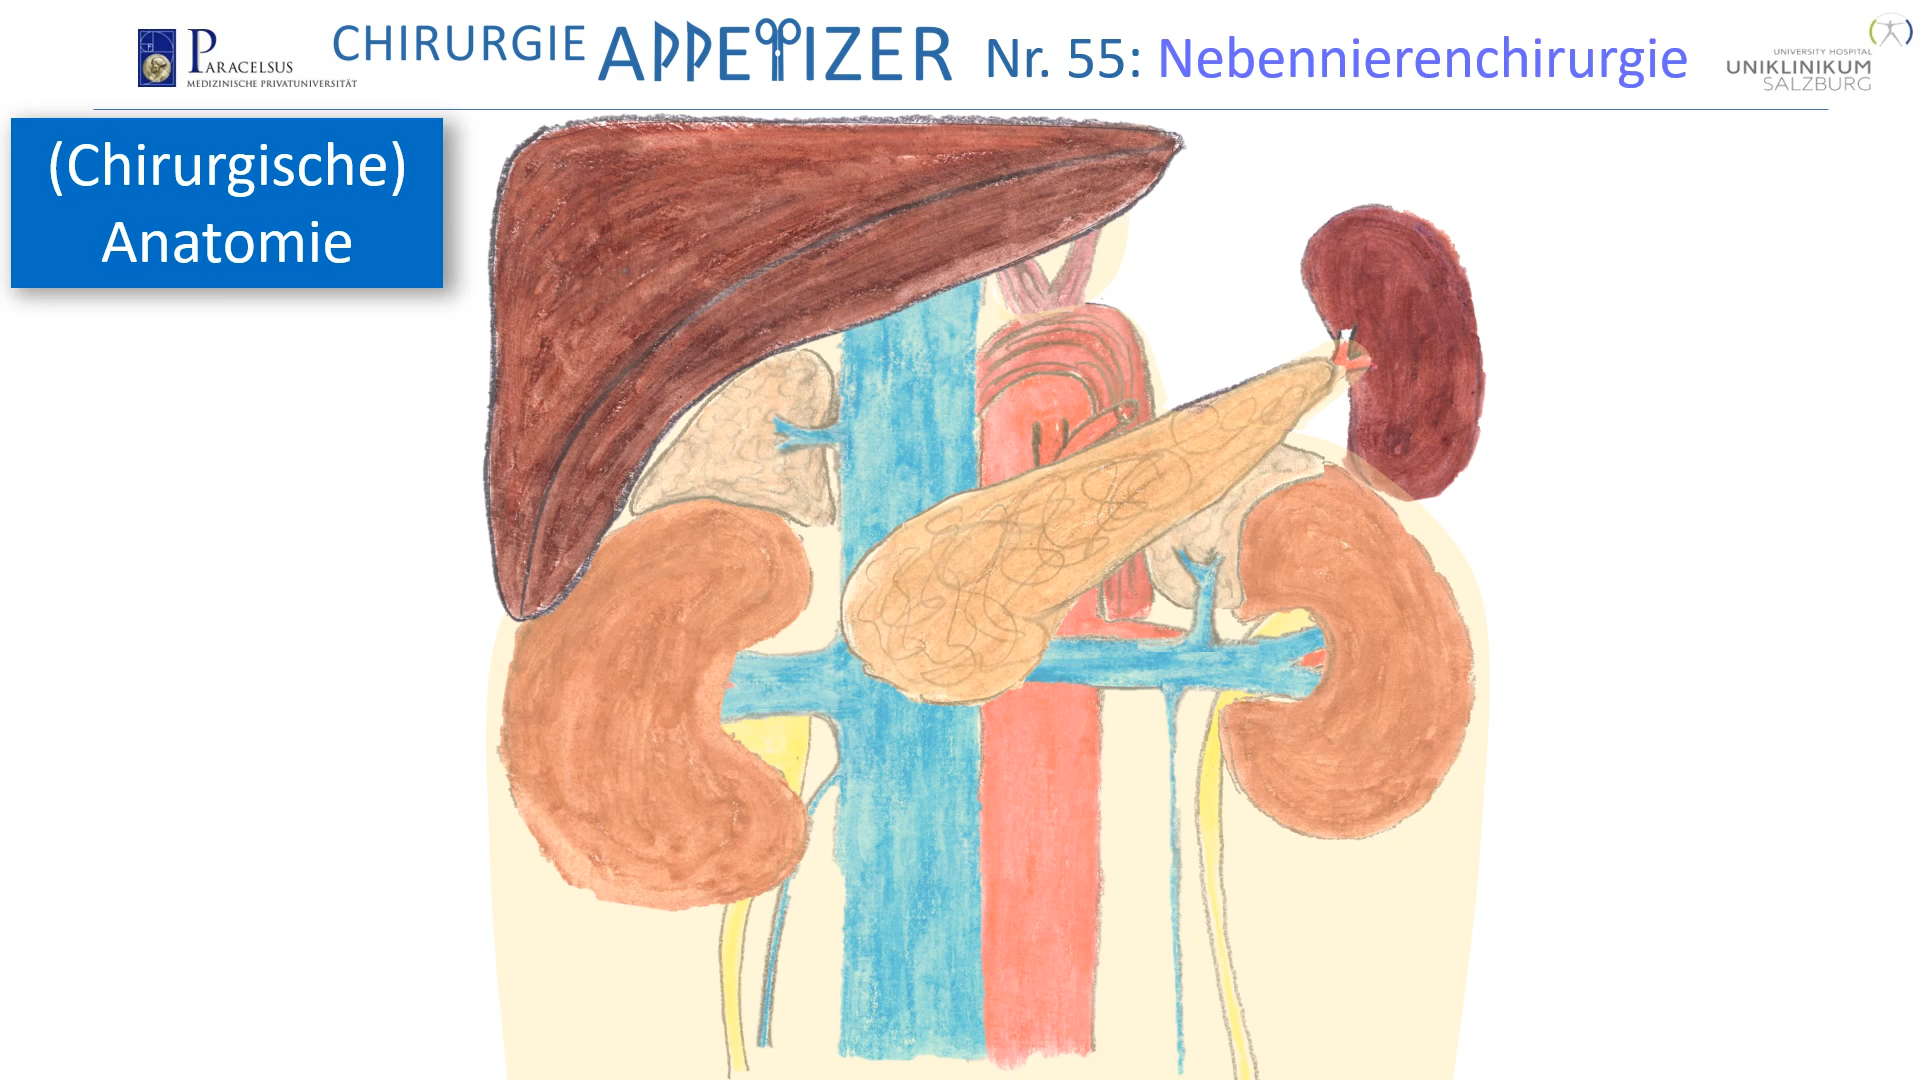 PARACELSUS
MEDIZINISCHE PRIVATUNIVERSITÄT
CHIRURGIE APPETIZER Nr. 55: Nebennierenchirurgie
UNIVERSITY HOSPITAL
UNIKLINIKUM
SALZBURG
(Chirurgische)
Anatomie